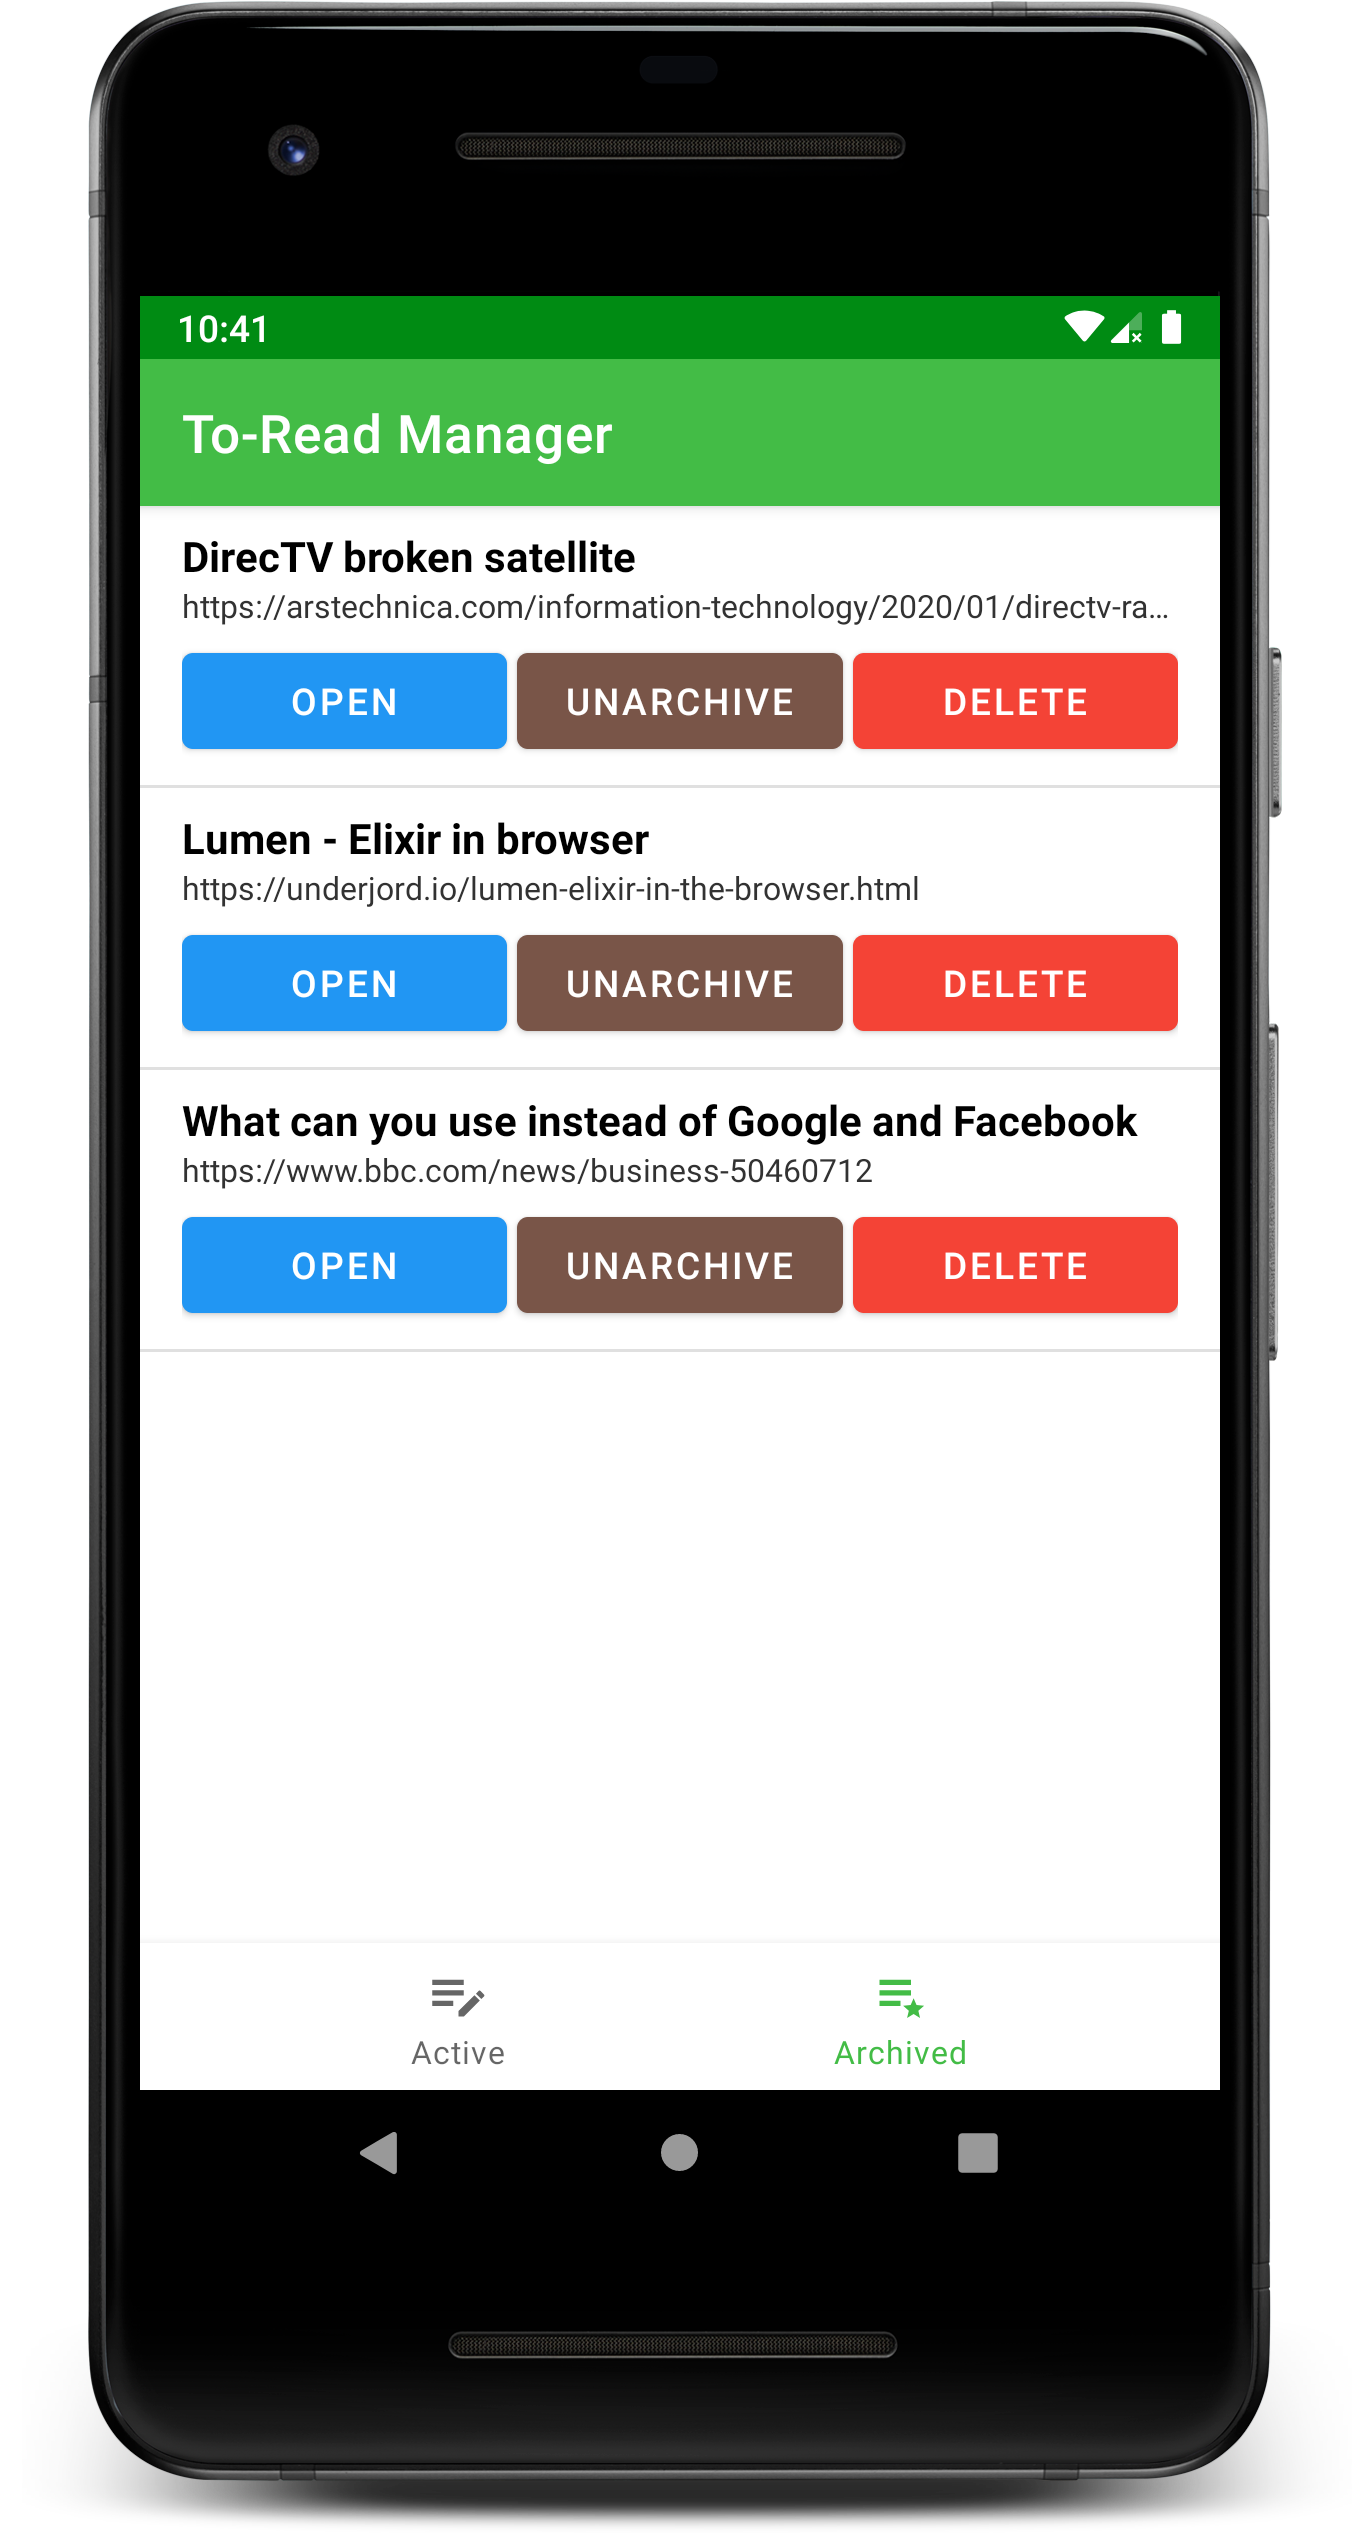 10:41
To-Read Manager
DirecTV broken satellite
https://arstechnica.com/information-technology/2020/01/directv-ra…
OPEN UNARCHIVE DELETE
Lumen - Elixir in browser
https://underjord.io/lumen-elixir-in-the-browser.html
OPEN UNARCHIVE DELETE
What can you use instead of Google and Facebook
https://www.bbc.com/news/business-50460712
OPEN UNARCHIVE DELETE
Active Archived